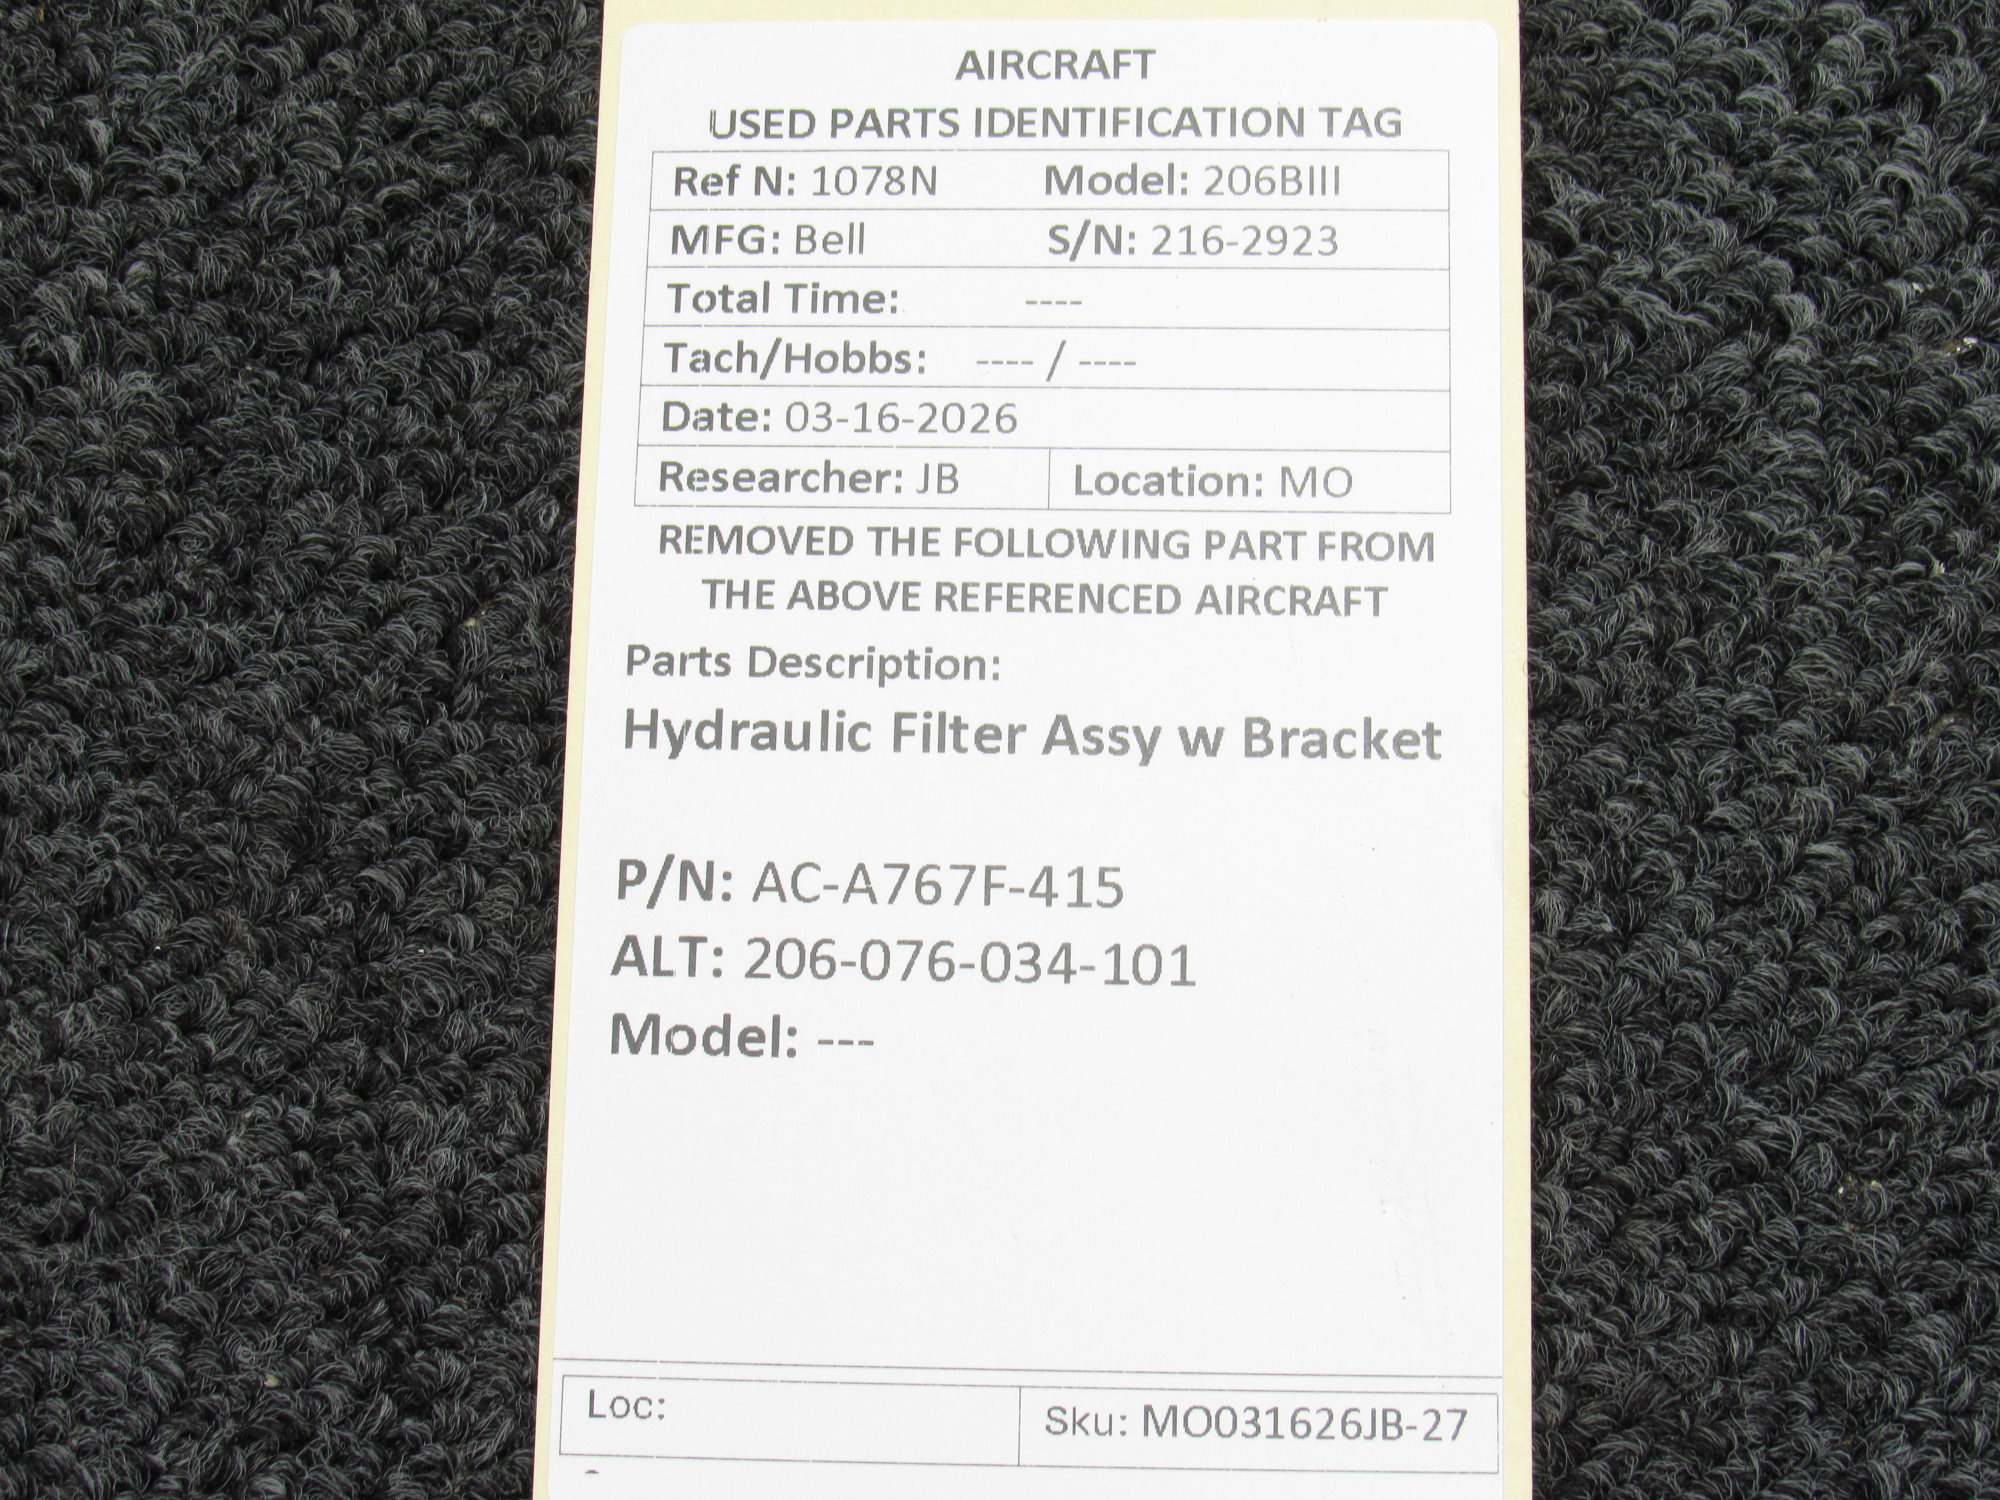 AIRCRAFT
USED PARTS IDENTIFICATION TAG
Ref N: 1078N Model: 206BIII
MFG: Bell S/N: 216-2923
Total Time: ----
Tach/Hobbs: ---- / ----
Date: 03-16-2026
Researcher: JB Location: MO
REMOVED THE FOLLOWING PART FROM
THE ABOVE REFERENCED AIRCRAFT
Parts Description:
Hydraulic Filter Assy w Bracket
P/N: AC-A767F-415
ALT: 206-076-034-101
Model: ---
Loc: Sku: MO031626JB-27